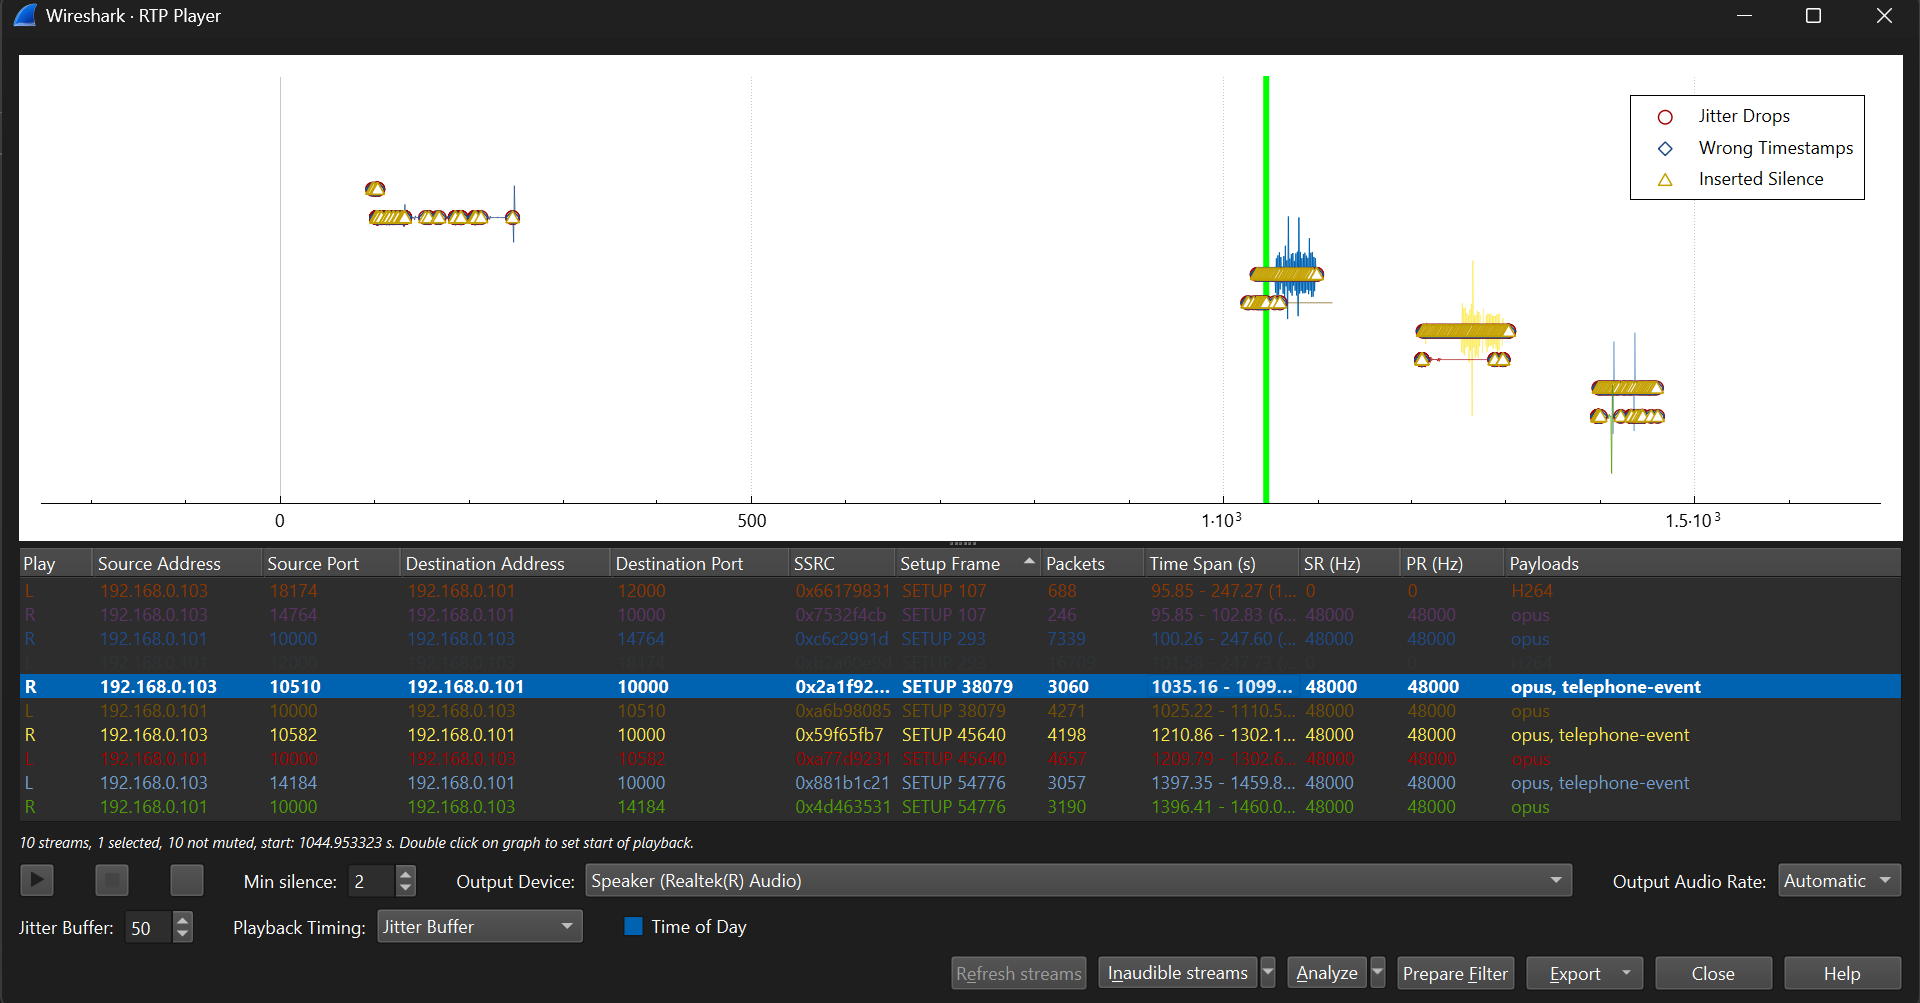 Wireshark · RTP Player
Jitter Drops
Wrong Timestamps
Inserted Silence
0 500 1·10³ 1.5·10³
Play Source Address Source Port Destination Address Destination Port SSRC Setup Frame Packets Time Span (s) SR (Hz) PR (Hz) Payloads
L 192.168.0.103 18174 192.168.0.101 12000 0x66179831 SETUP 107 688 95.85 - 247.27 (1... 0 0 H264
R 192.168.0.103 14764 192.168.0.101 10000 0x7532f4cb SETUP 107 246 95.85 - 102.83 (6... 48000 48000 opus
R 192.168.0.101 10000 192.168.0.103 14764 0xc6c2991d SETUP 293 7339 100.26 - 247.60 (... 48000 48000 opus
L 192.168.0.101 12000 192.168.0.103 18174 SETUP 293 0 0 H264
R 192.168.0.103 10510 192.168.0.101 10000 0x2a1f92... SETUP 38079 3060 1035.16 - 1099... 48000 48000 opus, telephone-event
L 192.168.0.101 10000 192.168.0.103 10510 0xa6b98085 SETUP 38079 4271 1025.22 - 1110.5... 48000 48000 opus
R 192.168.0.103 10582 192.168.0.101 10000 0x59f65fb7 SETUP 45640 4198 1210.86 - 1302.1... 48000 48000 opus, telephone-event
L 192.168.0.101 10000 192.168.0.103 10582 0xa77d9231 SETUP 45640 4657 1209.79 - 1302.6... 48000 48000 opus
L 192.168.0.103 14184 192.168.0.101 10000 0x881b1c21 SETUP 54776 3057 1397.35 - 1459.8... 48000 48000 opus, telephone-event
R 192.168.0.101 10000 192.168.0.103 14184 0x4d463531 SETUP 54776 3190 1396.41 - 1460.0... 48000 48000 opus
10 streams, 1 selected, 10 not muted, start: 1044.953323 s. Double click on graph to set start of playback.
Min silence: 2 Output Device: Speaker (Realtek(R) Audio) Output Audio Rate: Automatic
Jitter Buffer: 50 Playback Timing: Jitter Buffer Time of Day
Refresh streams Inaudible streams Analyze Prepare Filter Export Close Help